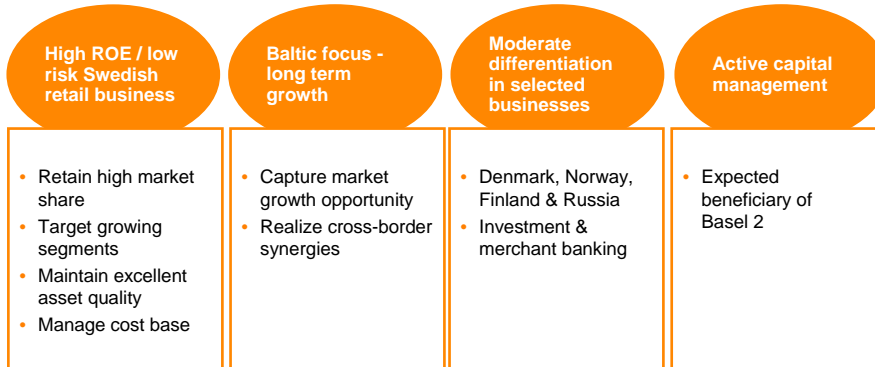 High ROE / low
risk Swedish
retail business
Baltic focus -
long term
growth
Moderate
differentiation
in selected
businesses
Active capital
management
• Retain high market
share
• Target growing
segments
• Maintain excellent
asset quality
• Manage cost base
• Capture market
growth opportunity
• Realize cross-border
synergies
• Denmark, Norway,
Finland & Russia
• Investment &
merchant banking
• Expected
beneficiary of
Basel 2